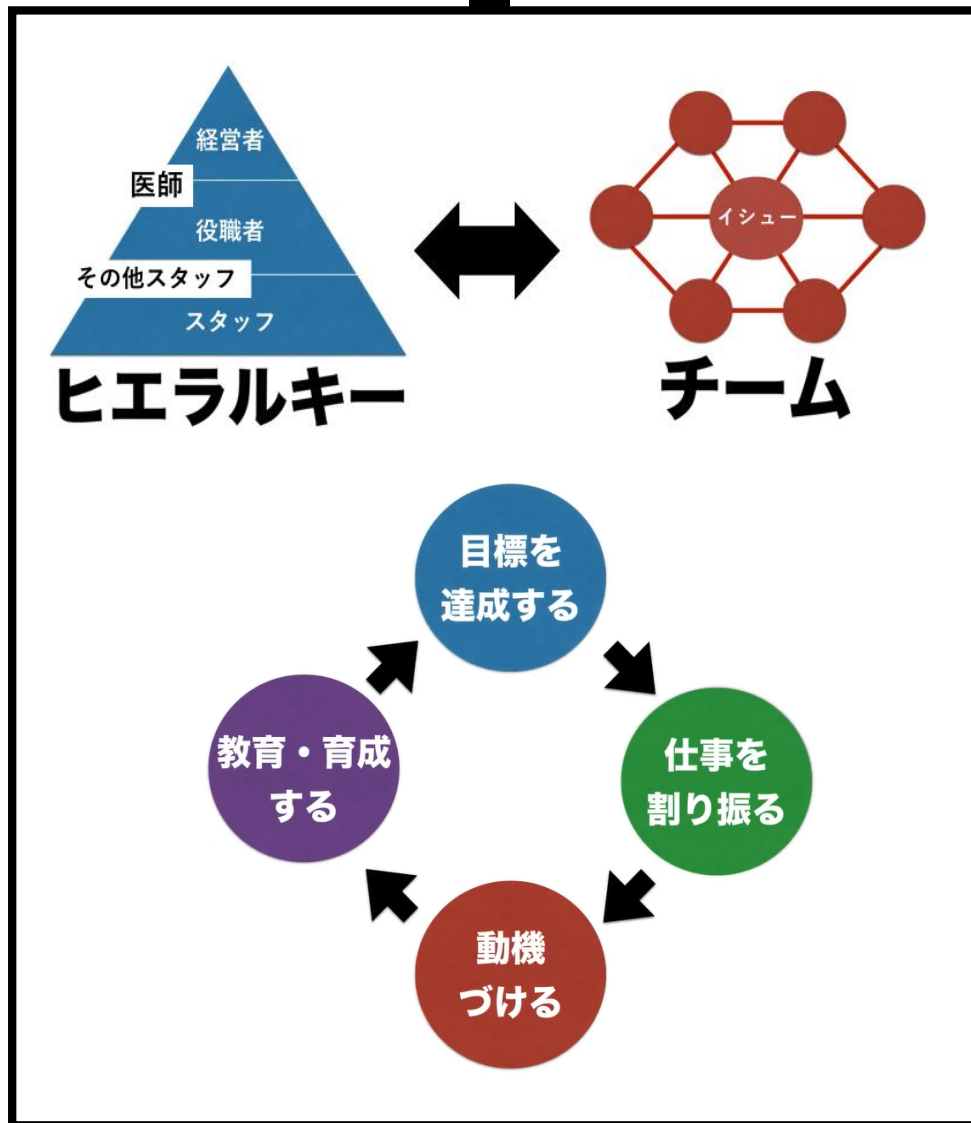 経営者
医師
役職者
その他スタッフ
スタッフ
ヒエラルキー
イシュー
チーム
目標を
達成する
仕事を
割り振る
動機
づける
教育・育成
する